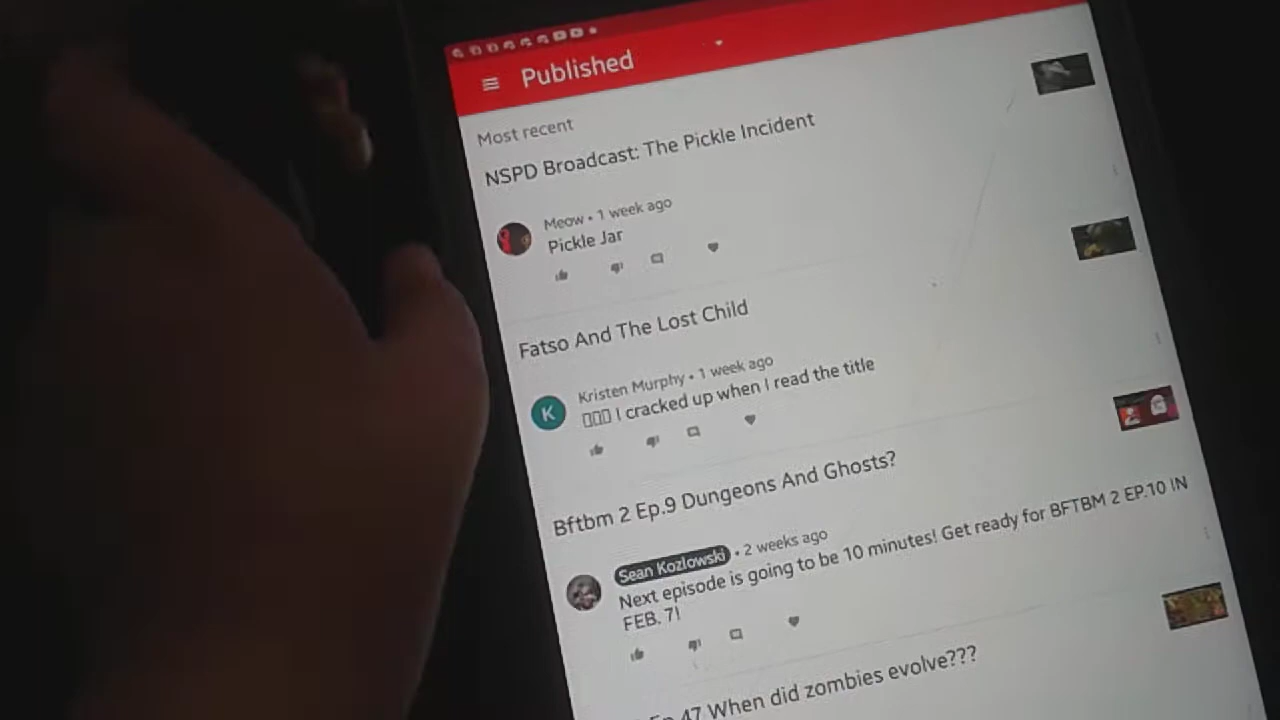 Published
Most recent
NSPD Broadcast: The Pickle Incident
Meow • 1 week ago
Pickle Jar
Fatso And The Lost Child
K
Kristen Murphy • 1 week ago
I cracked up when I read the title
Bftbm 2 Ep.9 Dungeons And Ghosts?
Sean Kozlowski • 2 weeks ago
Next episode is going to be 10 minutes! Get ready for BFTBM 2 EP.10 IN
FEB. 7!
Ep 47 When did zombies evolve???